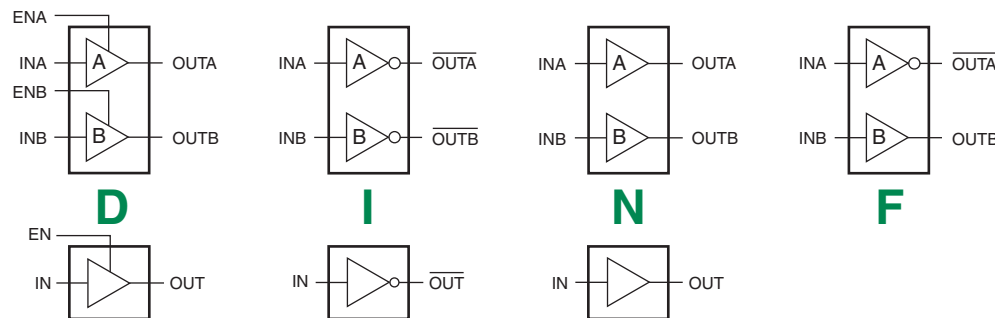 ENA
INA A OUTA
ENB
INB B OUTB
INA A OUTA
INB B OUTB
INA A OUTA
INB B OUTB
INA A OUTA
INB B OUTB
D I N F
EN
IN OUT
IN OUT
IN OUT